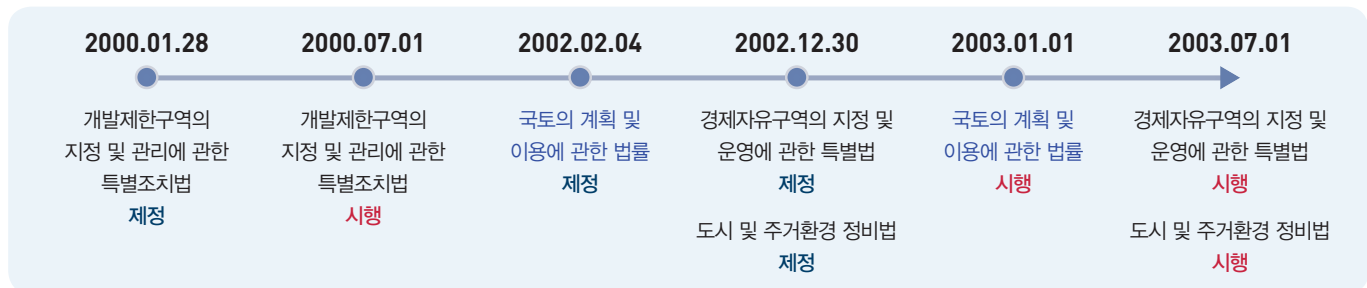 2000.01.28
개발제한구역의
지정 및 관리에 관한
특별조치법
제정
2000.07.01
개발제한구역의
지정 및 관리에 관한
특별조치법
시행
2002.02.04
국토의 계획 및
이용에 관한 법률
제정
2002.12.30
경제자유구역의 지정 및
운영에 관한 특별법
제정
도시 및 주거환경 정비법
제정
2003.01.01
국토의 계획 및
이용에 관한 법률
시행
2003.07.01
경제자유구역의 지정 및
운영에 관한 특별법
시행
도시 및 주거환경 정비법
시행